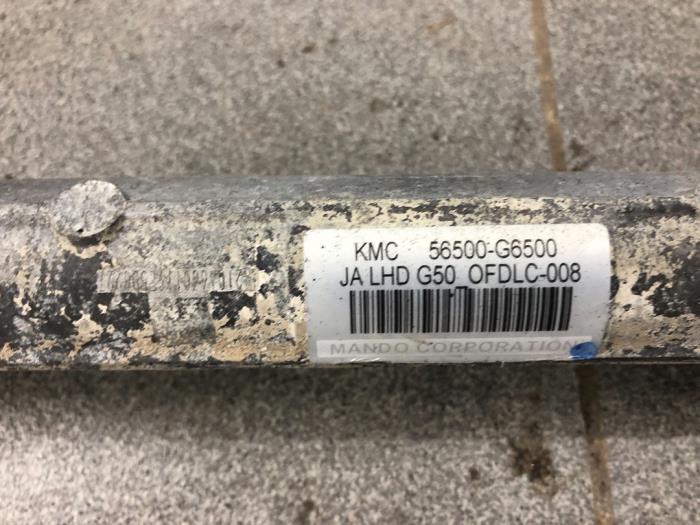 KMC 56500-G6500
JA LHD G50 OFDLC-008
MANDO CORPORATION